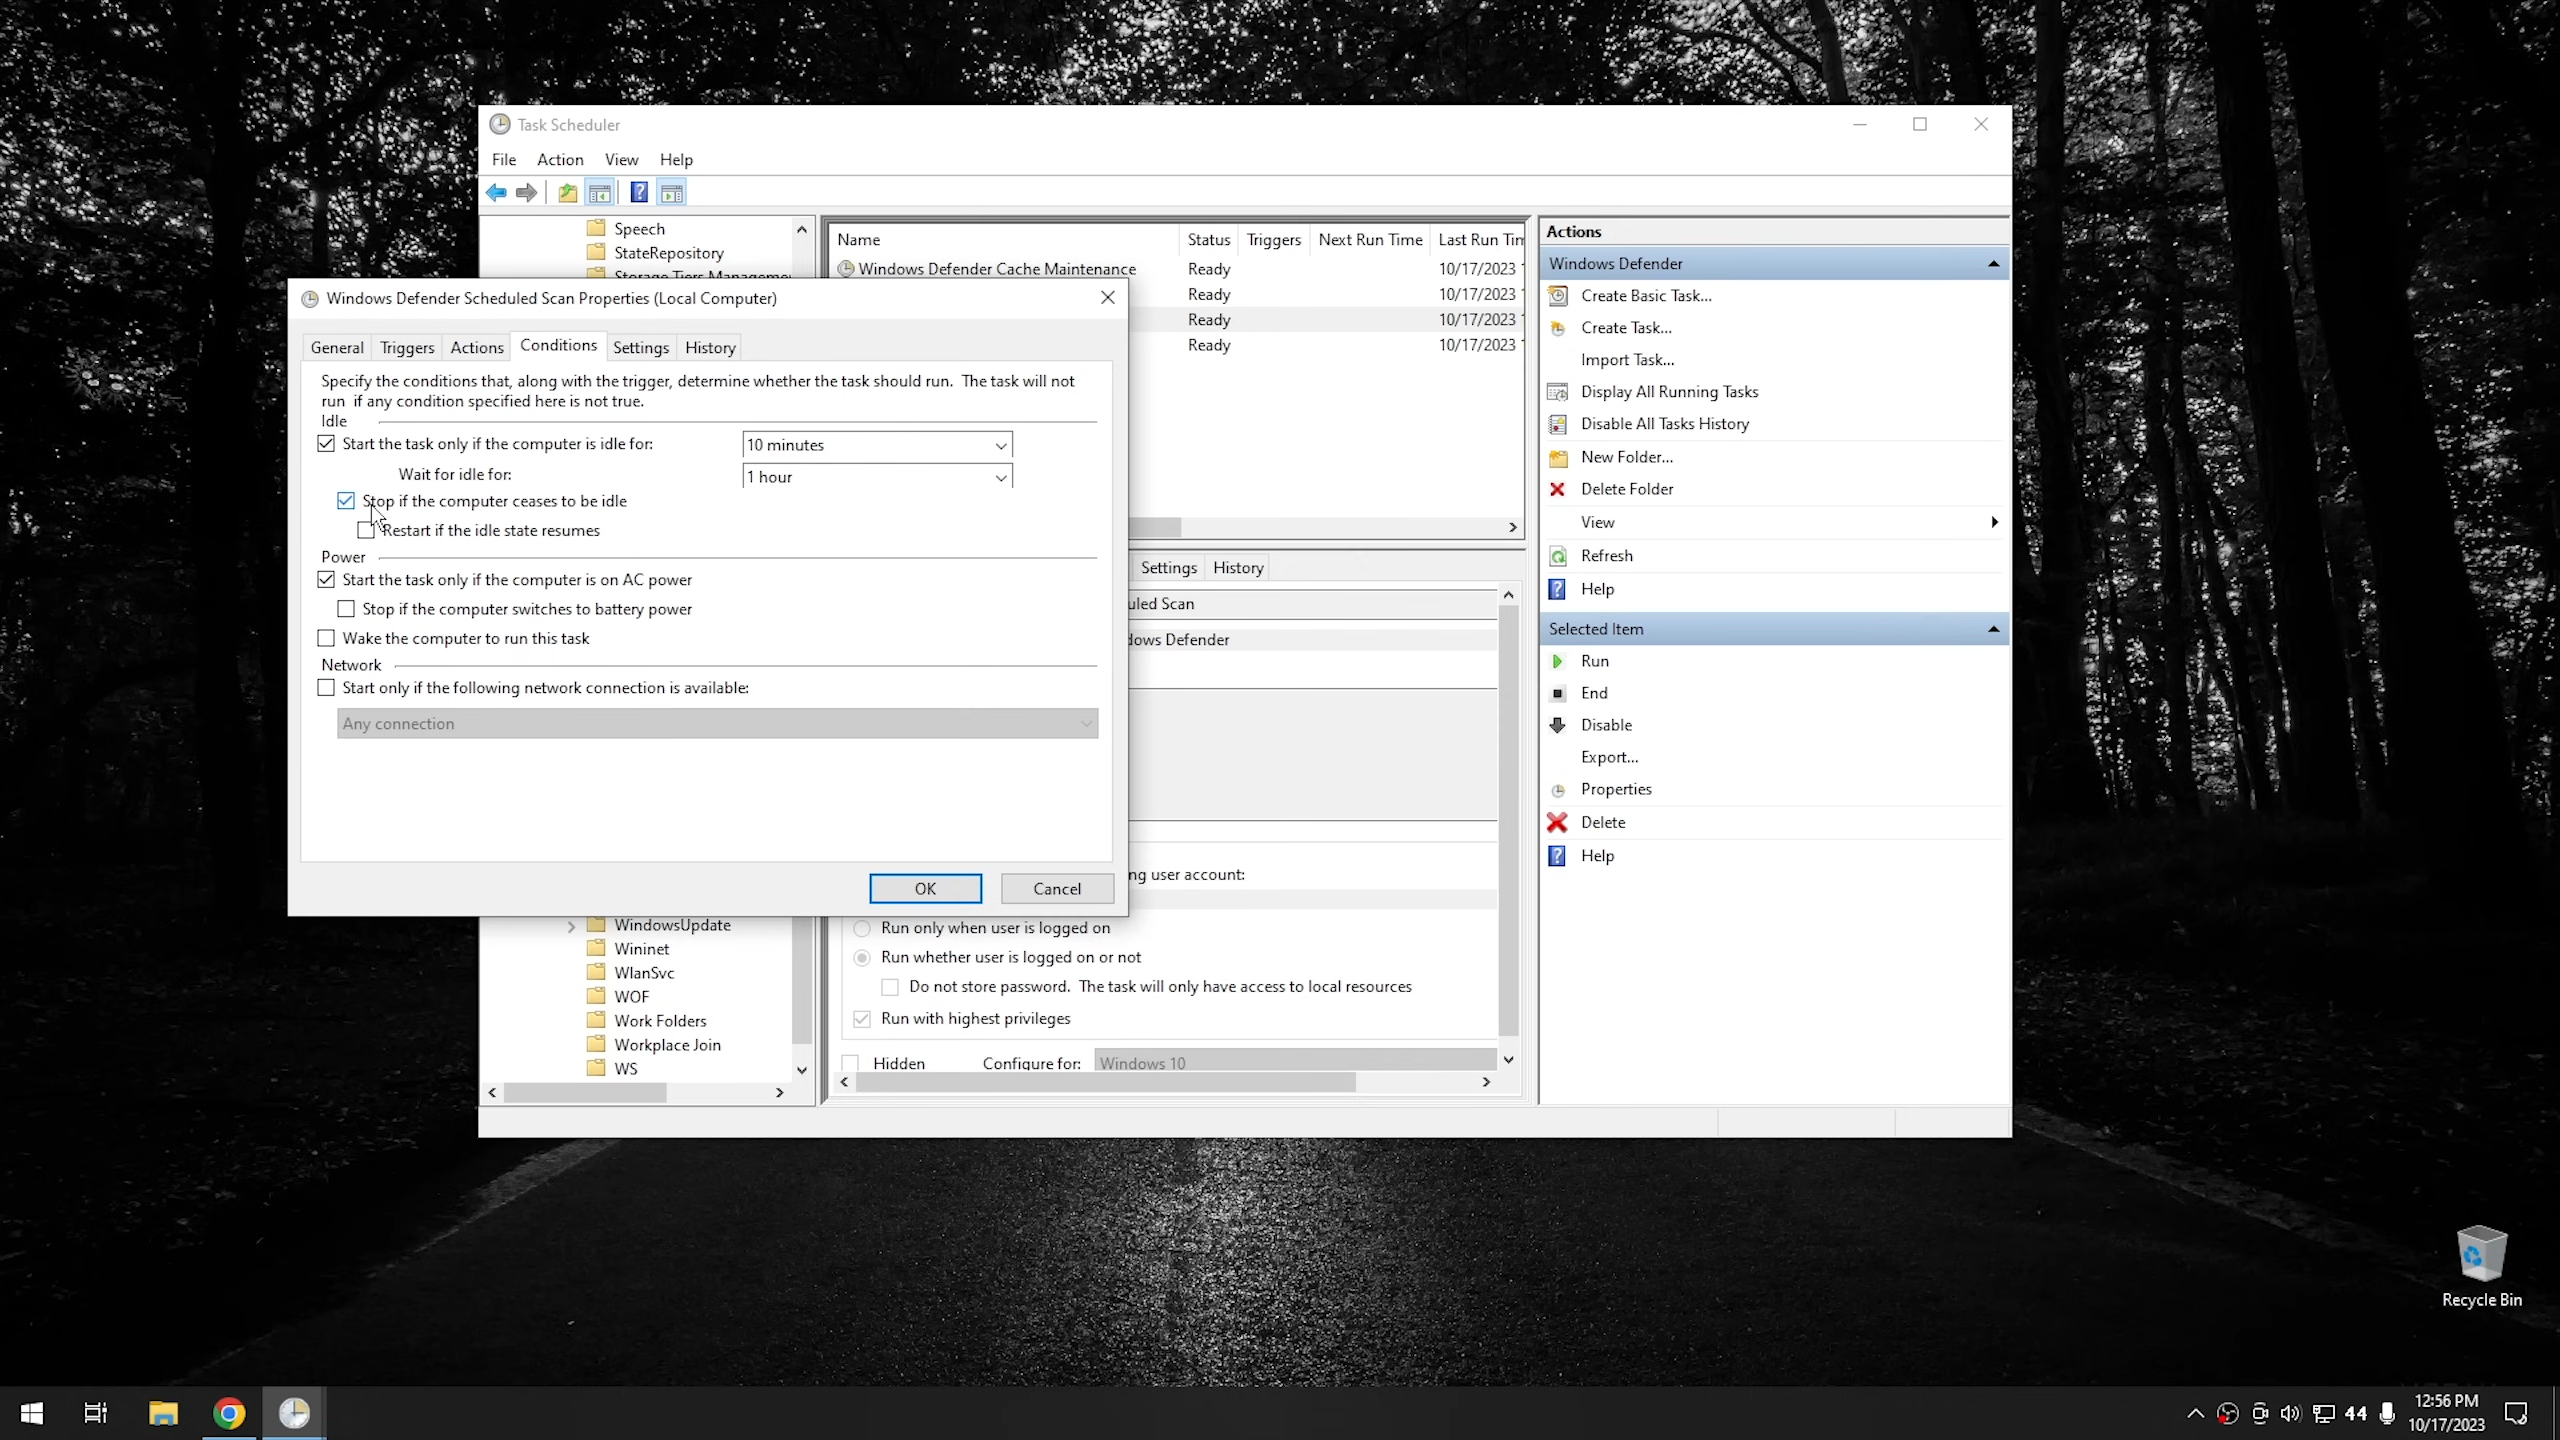 Task Scheduler
File Action View Help
Speech
StateRepository
Name Status Triggers Next Run Time Last Run Tim
Windows Defender Cache Maintenance Ready 10/17/2023 1
Ready 10/17/2023 1
Ready 10/17/2023 1
Ready 10/17/2023 1
Windows Defender Scheduled Scan Properties (Local Computer)
General Triggers Actions Conditions Settings History
Specify the conditions that, along with the trigger, determine whether the task should run. The task will not
run if any condition specified here is not true.
Idle
Start the task only if the computer is idle for: 10 minutes
Wait for idle for: 1 hour
Stop if the computer ceases to be idle
Restart if the idle state resumes
Power
Start the task only if the computer is on AC power
Stop if the computer switches to battery power
Wake the computer to run this task
Network
Start only if the following network connection is available:
Any connection
OK Cancel
Settings History
uled Scan
dows Defender
ng user account:
Run only when user is logged on
Run whether user is logged on or not
Do not store password. The task will only have access to local resources
Run with highest privileges
Hidden Configure for: Windows 10
WindowsUpdate
Wininet
WlanSvc
WOF
Work Folders
Workplace Join
WS
Actions
Windows Defender
Create Basic Task...
Create Task...
Import Task...
Display All Running Tasks
Disable All Tasks History
New Folder...
Delete Folder
View
Refresh
Help
Selected Item
Run
End
Disable
Export...
Properties
Delete
Help
Recycle Bin
44
12:56 PM
10/17/2023